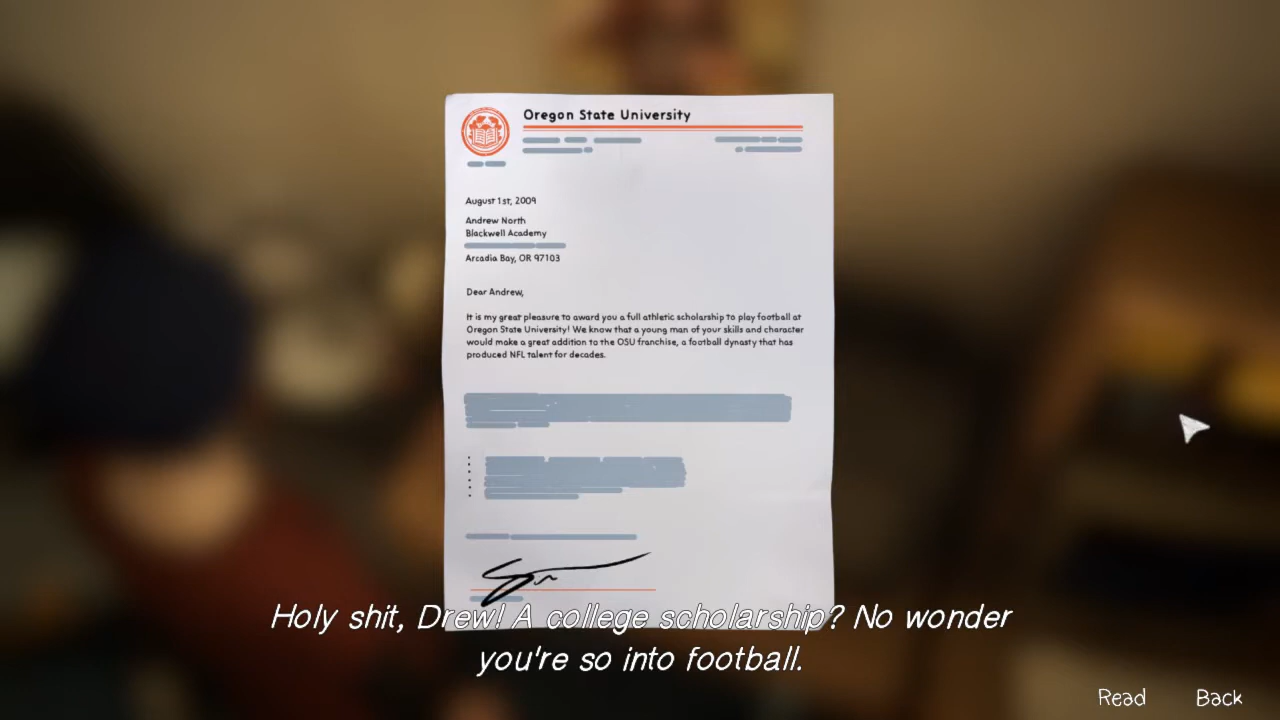 Oregon State University
August 1st, 2009
Andrew North
Blackwell Academy
Arcadia Bay, OR 97103
Dear Andrew,
It is my great pleasure to award you a full athletic scholarship to play football at
Oregon State University! We know that a young man of your skills and character
would make a great addition to the OSU franchise, a football dynasty that has
produced NFL talent for decades.
Holy shit, Drew! A college scholarship? No wonder
you're so into football.
Read Back